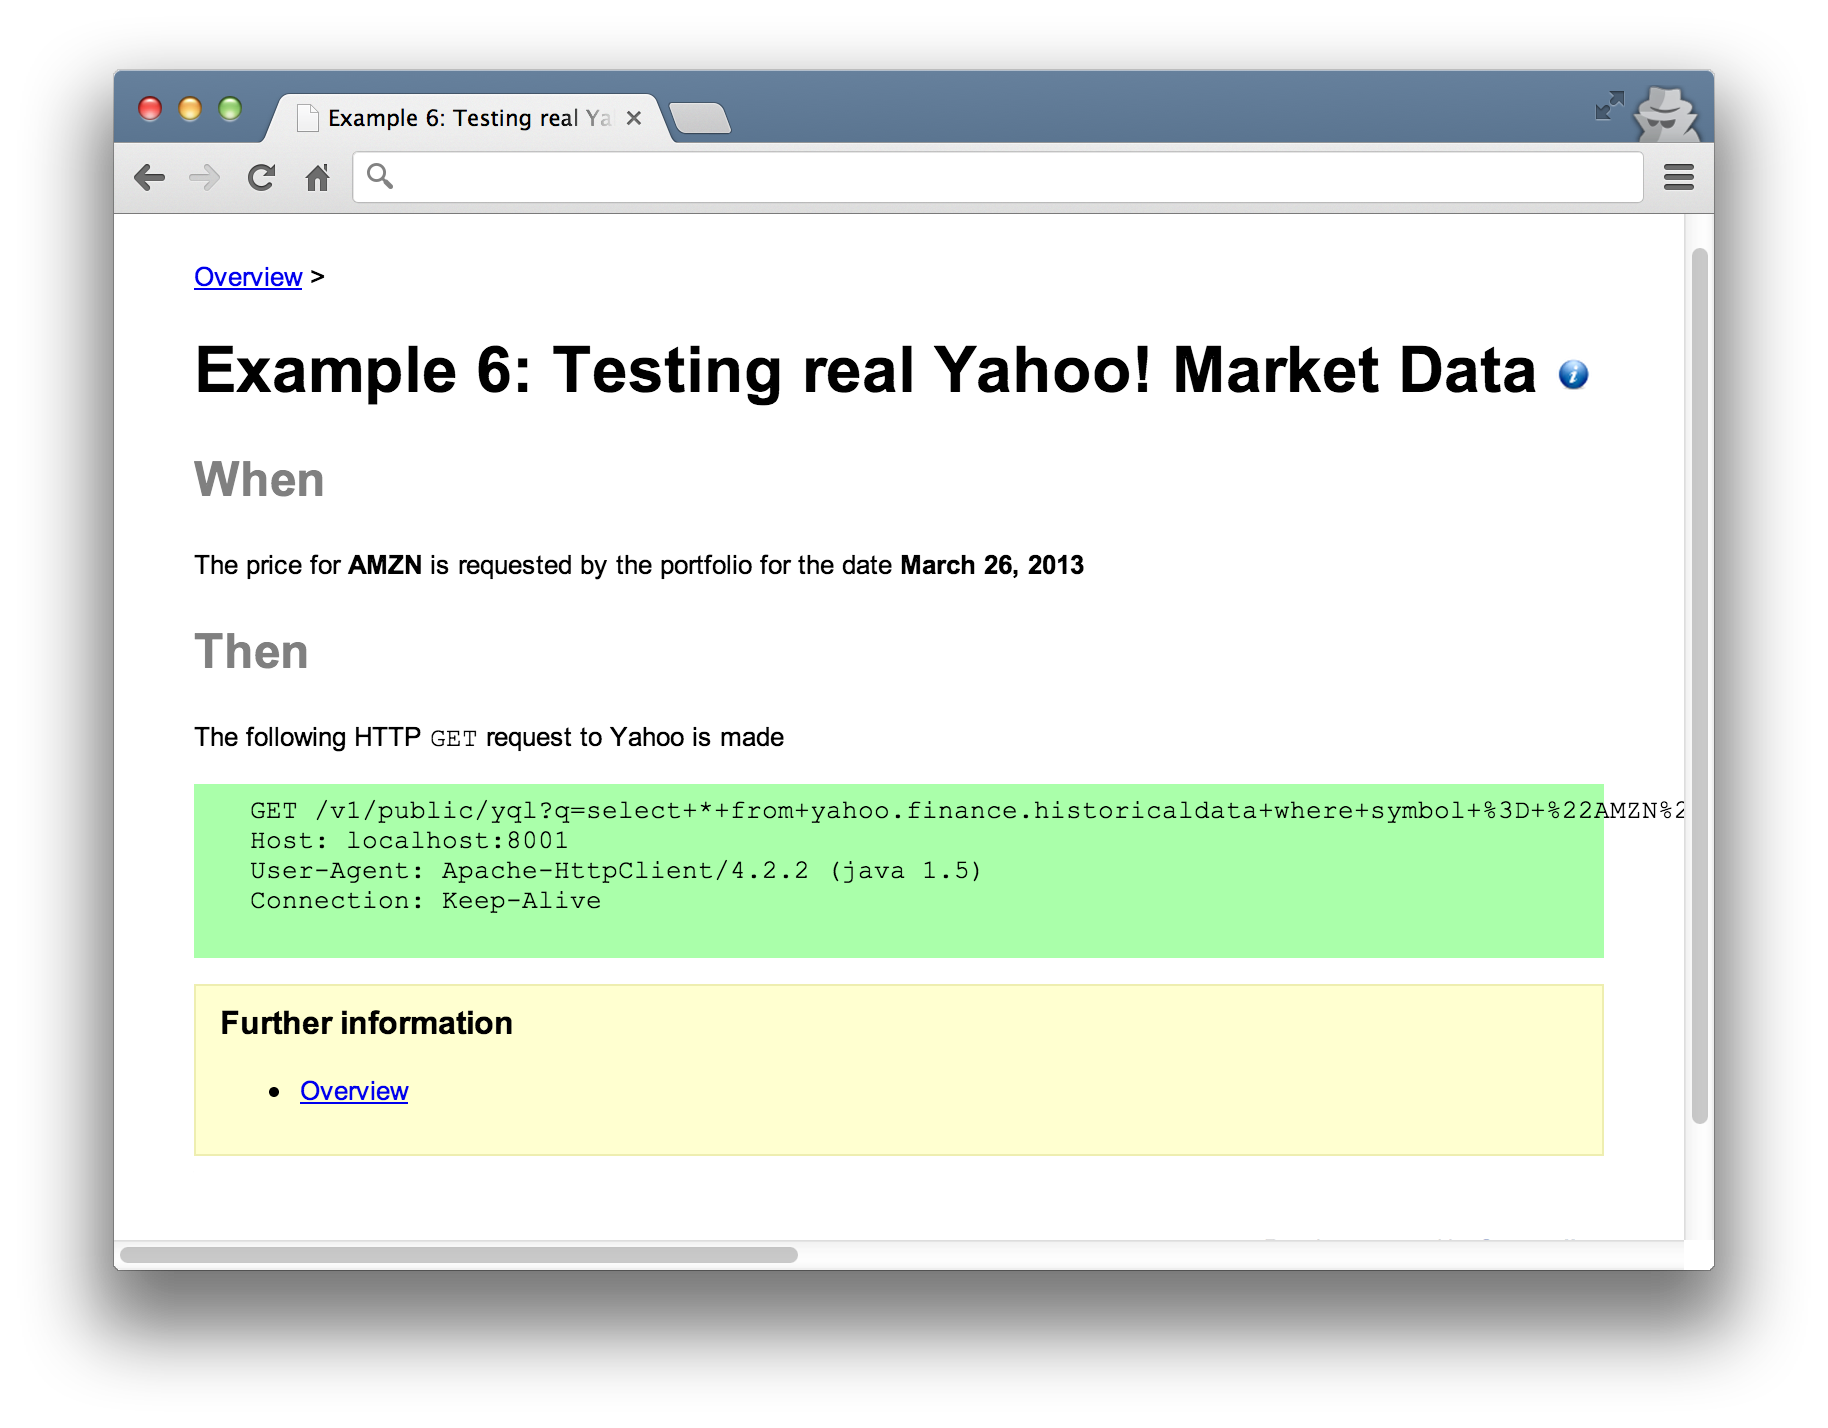 Example 6: Testing real Ya
Overview >
Example 6: Testing real Yahoo! Market Data
When
The price for AMZN is requested by the portfolio for the date March 26, 2013
Then
The following HTTP GET request to Yahoo is made
GET /v1/public/yql?q=select+*+from+yahoo.finance.historicaldata+where+symbol+%3D+%22AMZN%2
Host: localhost:8001
User-Agent: Apache-HttpClient/4.2.2 (java 1.5)
Connection: Keep-Alive
Further information
• Overview